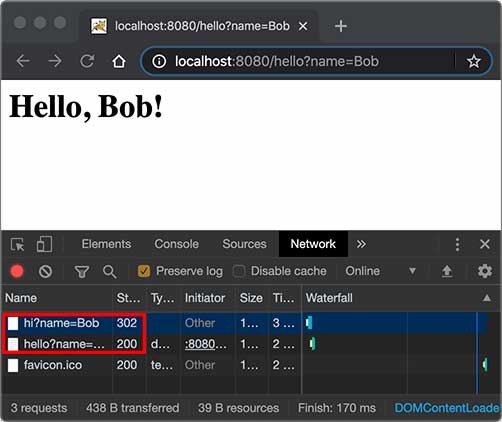 localhost:8080/hello?name=Bob
localhost:8080/hello?name=Bob
Hello, Bob!
Elements Console Sources Network
Preserve log Disable cache Online
Name St... Ty... Initiator Size Ti... Waterfall
hi?name=Bob 302 Other 1... 3 ...
hello?name=... 200 d... :8080... 1... 2 ...
favicon.ico 200 te... Other 1... 2 ...
3 requests 438 B transferred 39 B resources Finish: 170 ms DOMContentLoade